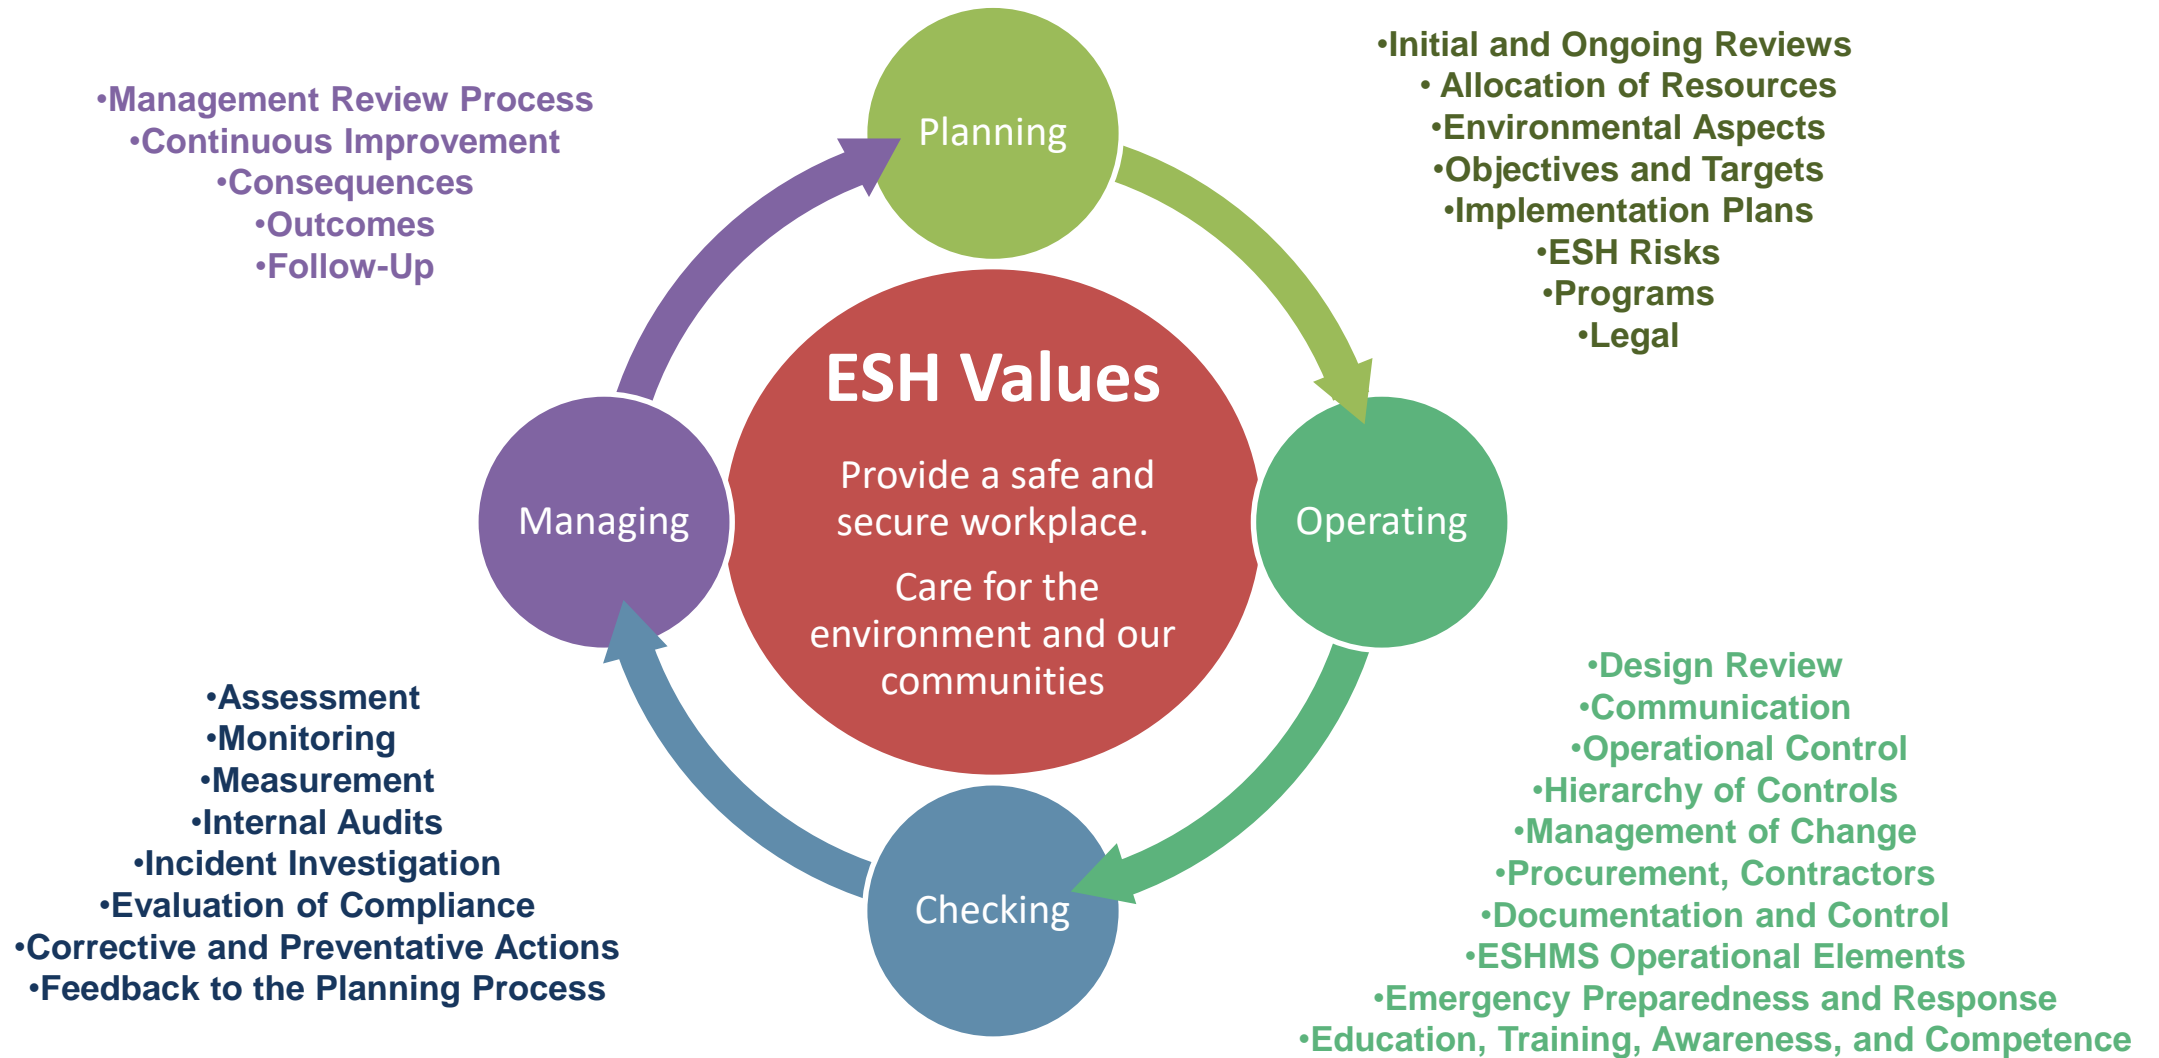 Planning
•Initial and Ongoing Reviews
• Allocation of Resources
•Environmental Aspects
•Objectives and Targets
•Implementation Plans
•ESH Risks
•Programs
•Legal
•Management Review Process
•Continuous Improvement
•Consequences
•Outcomes
•Follow-Up
ESH Values
Provide a safe and
secure workplace.
Care for the
environment and our
communities
Managing
Operating
•Design Review
•Communication
•Operational Control
•Hierarchy of Controls
•Management of Change
•Procurement, Contractors
•Documentation and Control
•ESHMS Operational Elements
•Emergency Preparedness and Response
•Education, Training, Awareness, and Competence
Checking
•Assessment
•Monitoring
•Measurement
•Internal Audits
•Incident Investigation
•Evaluation of Compliance
•Corrective and Preventative Actions
•Feedback to the Planning Process